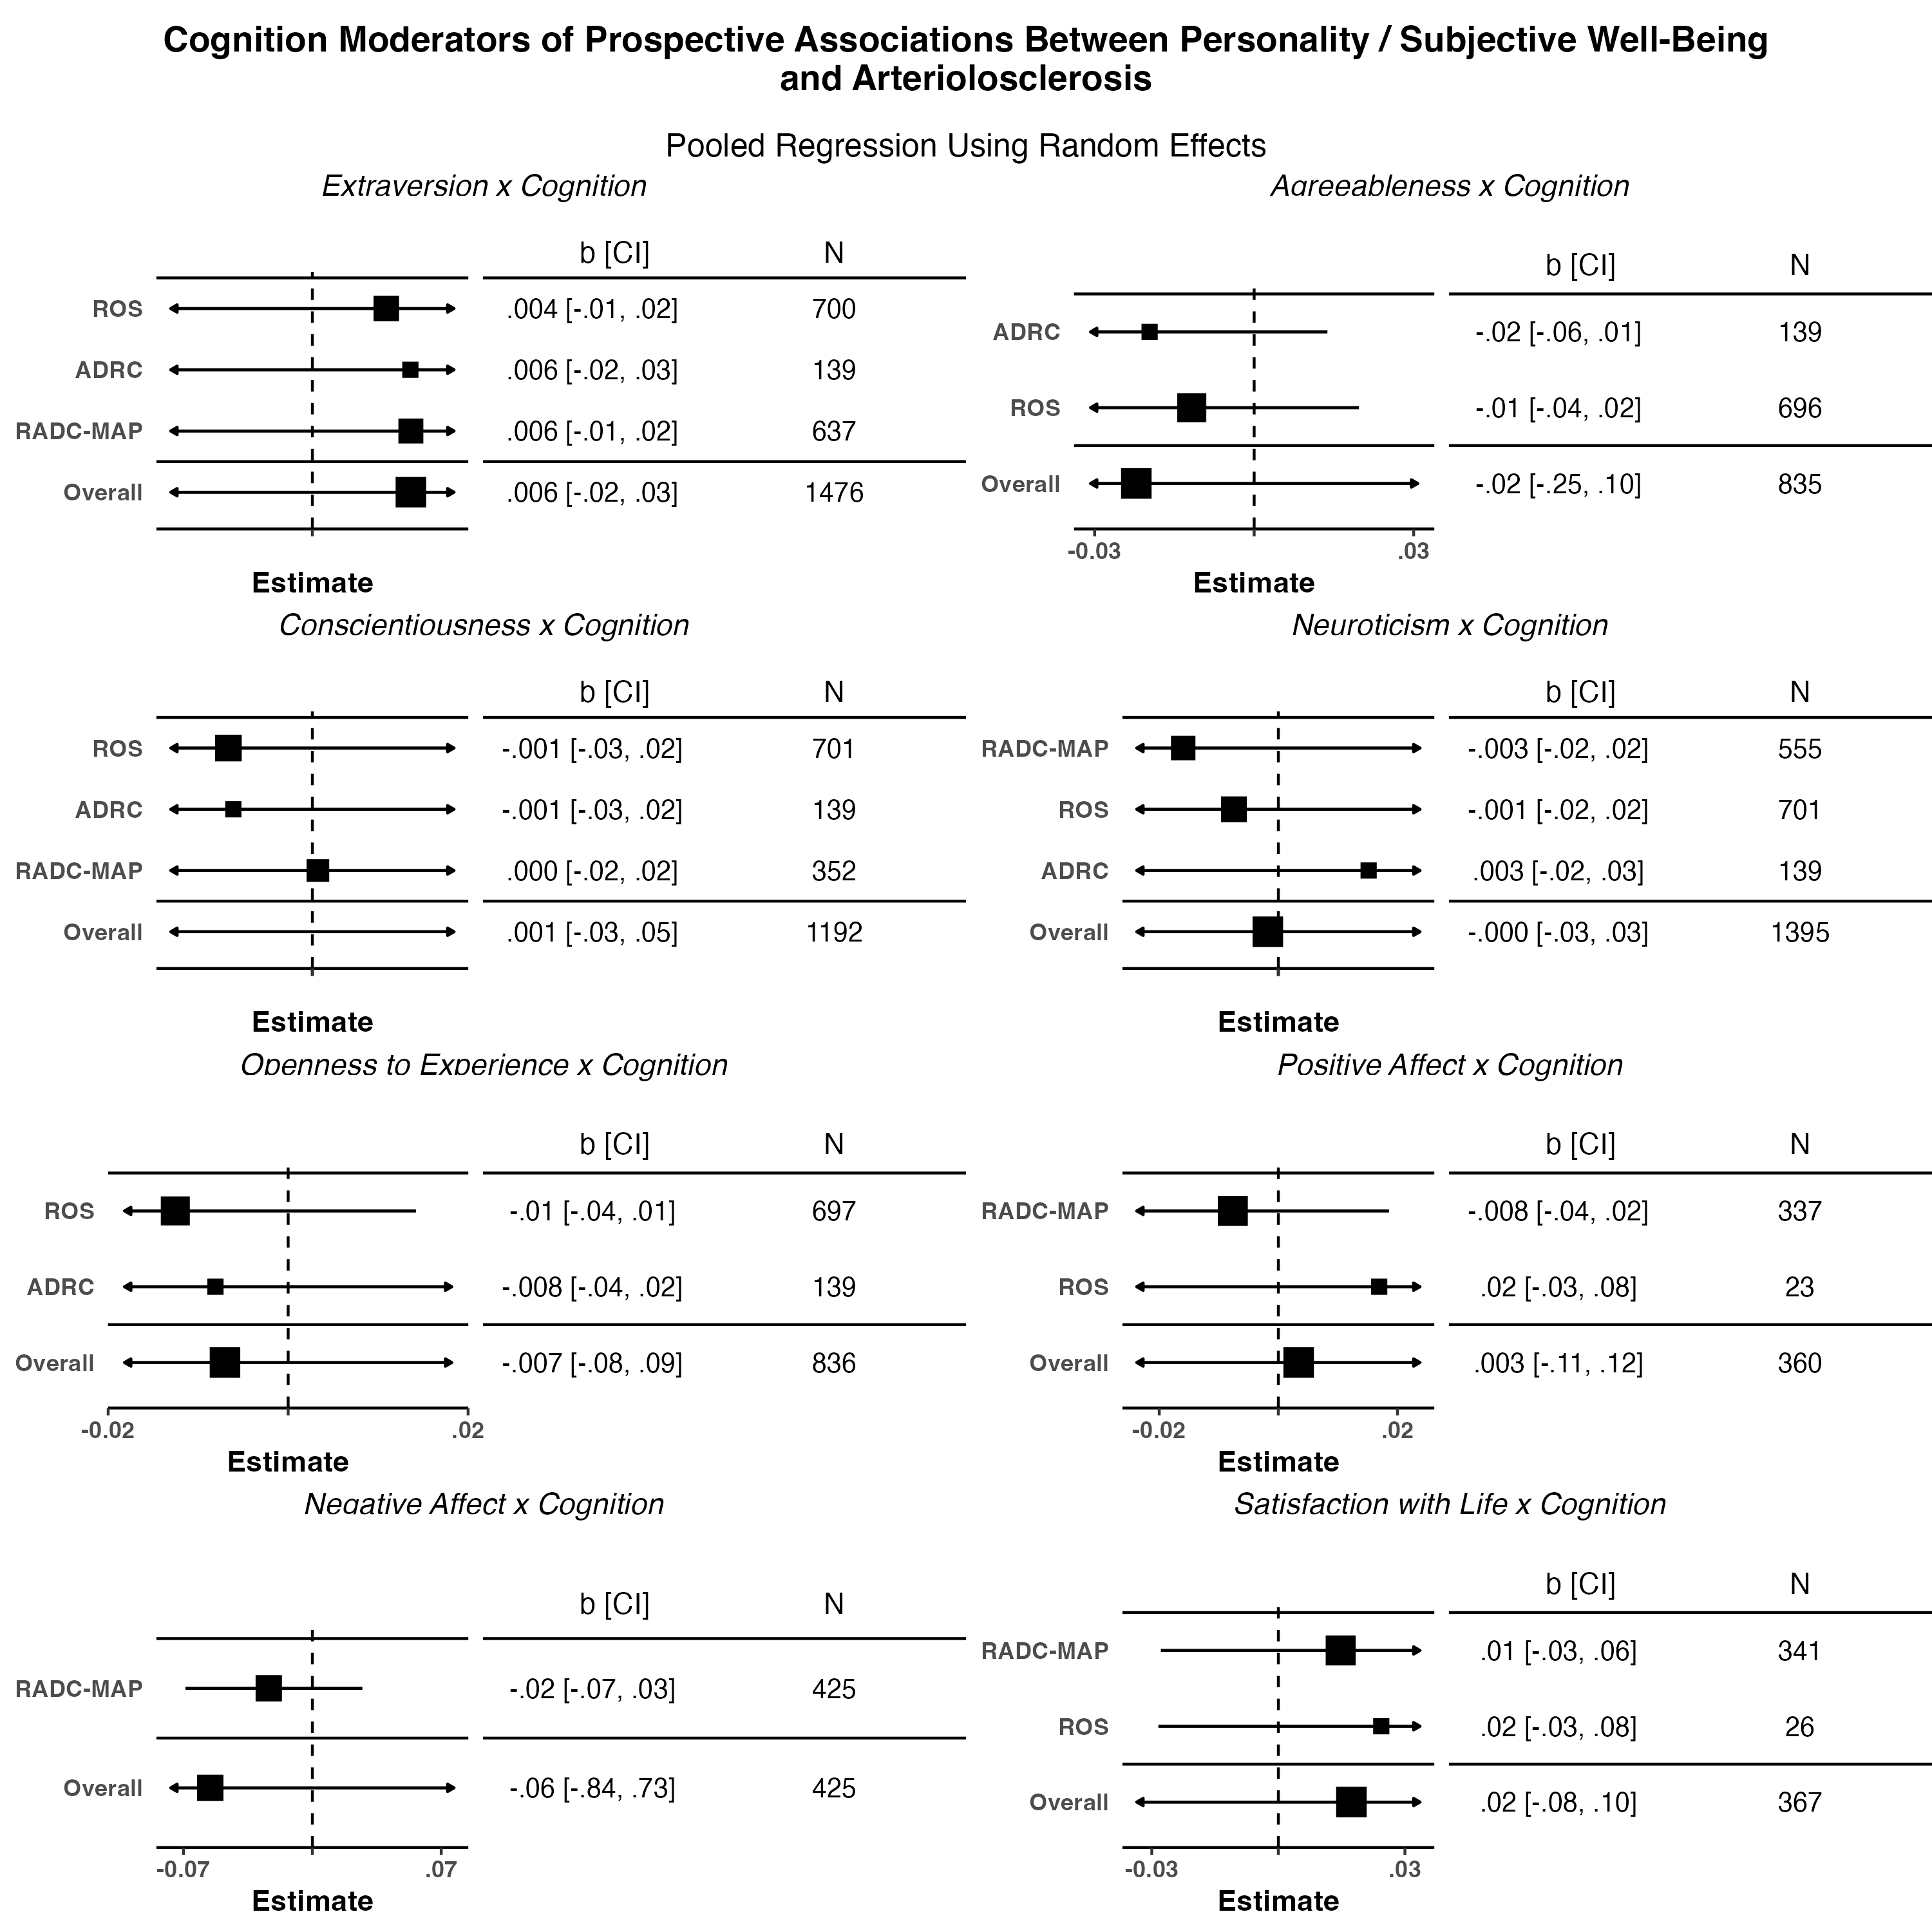 Cognition Moderators of Prospective Associations Between Personality / Subjective Well-Being
and Arteriolosclerosis
Pooled Regression Using Random Effects
Extraversion x Cognition
b [CI] N
ROS .004 [-.01, .02] 700
ADRC .006 [-.02, .03] 139
RADC-MAP .006 [-.01, .02] 637
Overall .006 [-.02, .03] 1476
Estimate
Agreeableness x Cognition
b [CI] N
ADRC -.02 [-.06, .01] 139
ROS -.01 [-.04, .02] 696
Overall -.02 [-.25, .10] 835
-0.03 .03
Estimate
Conscientiousness x Cognition
b [CI] N
ROS -.001 [-.03, .02] 701
ADRC -.001 [-.03, .02] 139
RADC-MAP .000 [-.02, .02] 352
Overall .001 [-.03, .05] 1192
Estimate
Neuroticism x Cognition
b [CI] N
RADC-MAP -.003 [-.02, .02] 555
ROS -.001 [-.02, .02] 701
ADRC .003 [-.02, .03] 139
Overall -.000 [-.03, .03] 1395
Estimate
Openness to Experience x Cognition
b [CI] N
ROS -.01 [-.04, .01] 697
ADRC -.008 [-.04, .02] 139
Overall -.007 [-.08, .09] 836
-0.02 .02
Estimate
Positive Affect x Cognition
b [CI] N
RADC-MAP -.008 [-.04, .02] 337
ROS .02 [-.03, .08] 23
Overall .003 [-.11, .12] 360
-0.02 .02
Estimate
Negative Affect x Cognition
b [CI] N
RADC-MAP -.02 [-.07, .03] 425
Overall -.06 [-.84, .73] 425
-0.07 .07
Estimate
Satisfaction with Life x Cognition
b [CI] N
RADC-MAP .01 [-.03, .06] 341
ROS .02 [-.03, .08] 26
Overall .02 [-.08, .10] 367
-0.03 .03
Estimate